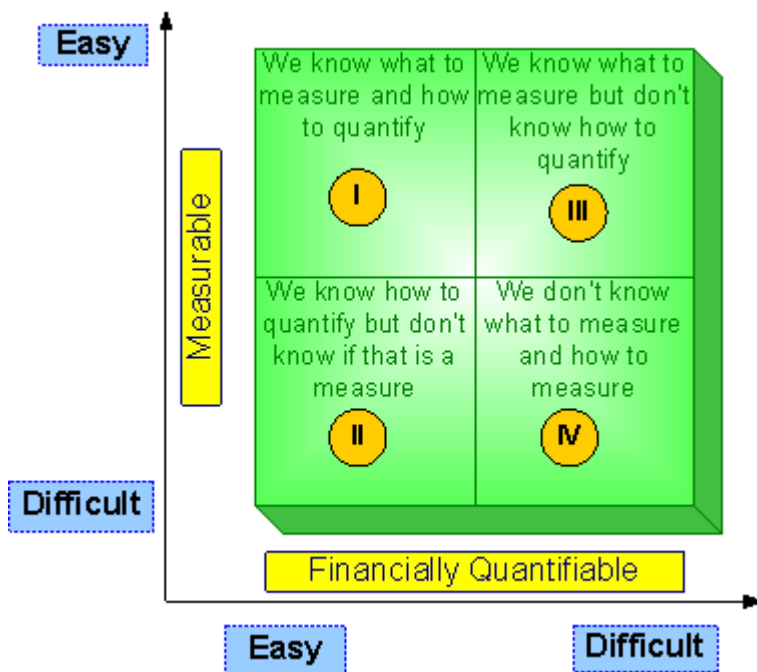 Easy
We know what to
measure and how
to quantify
I
We know what to
measure but don't
know how to
quantify
III
Measurable
We know how to
quantify but don't
know if that is a
measure
II
We don't know
what to measure
and how to
measure
IV
Difficult
Financially Quantifiable
Easy
Difficult